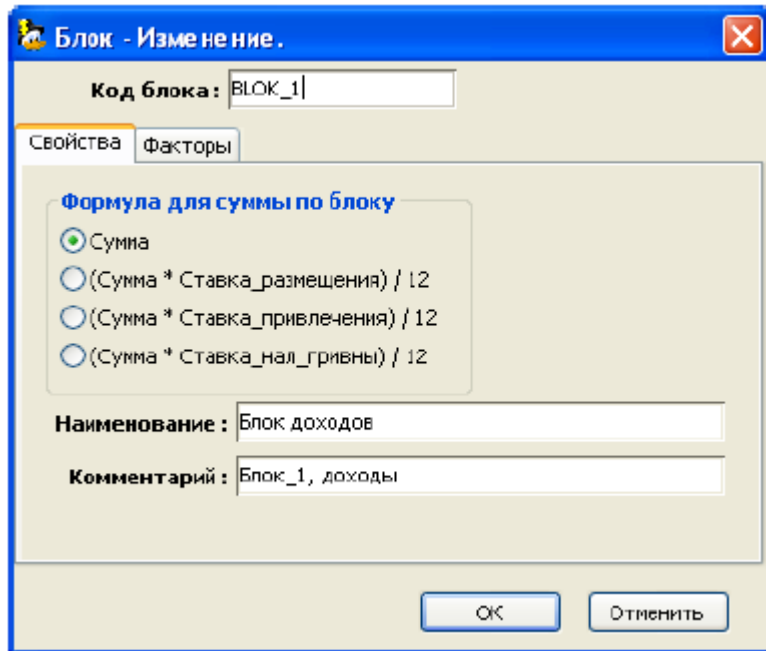 Блок - Изменение.
Код блока: BLOK_1
Свойства Факторы
Формула для суммы по блоку
Сумма
(Сумма * Ставка_размещения) / 12
(Сумма * Ставка_привлечения) / 12
(Сумма * Ставка_нал_гривны) / 12
Наименование: Блок доходов
Комментарий: Блок_1, доходы
OK Отменить